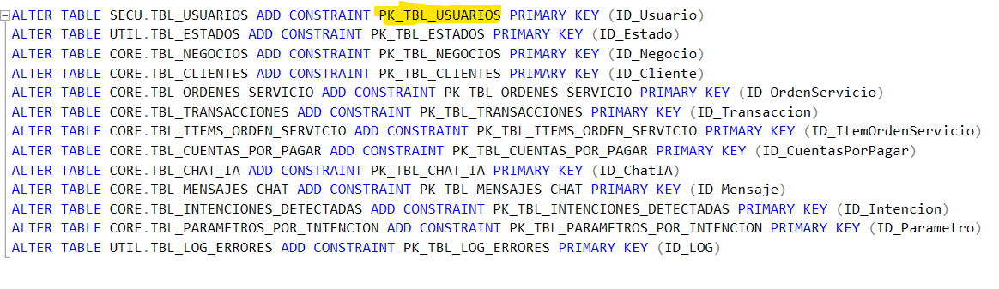 ALTER TABLE SECU.TBL_USUARIOS ADD CONSTRAINT PK_TBL_USUARIOS PRIMARY KEY (ID_Usuario)
ALTER TABLE UTIL.TBL_ESTADOS ADD CONSTRAINT PK_TBL_ESTADOS PRIMARY KEY (ID_Estado)
ALTER TABLE CORE.TBL_NEGOCIOS ADD CONSTRAINT PK_TBL_NEGOCIOS PRIMARY KEY (ID_Negocio)
ALTER TABLE CORE.TBL_CLIENTES ADD CONSTRAINT PK_TBL_CLIENTES PRIMARY KEY (ID_Cliente)
ALTER TABLE CORE.TBL_ORDENES_SERVICIO ADD CONSTRAINT PK_TBL_ORDENES_SERVICIO PRIMARY KEY (ID_OrdenServicio)
ALTER TABLE CORE.TBL_TRANSACCIONES ADD CONSTRAINT PK_TBL_TRANSACCIONES PRIMARY KEY (ID_Transaccion)
ALTER TABLE CORE.TBL_ITEMS_ORDEN_SERVICIO ADD CONSTRAINT PK_TBL_ITEMS_ORDEN_SERVICIO PRIMARY KEY (ID_ItemOrdenServicio)
ALTER TABLE CORE.TBL_CUENTAS_POR_PAGAR ADD CONSTRAINT PK_TBL_CUENTAS_POR_PAGAR PRIMARY KEY (ID_CuentasPorPagar)
ALTER TABLE CORE.TBL_CHAT_IA ADD CONSTRAINT PK_TBL_CHAT_IA PRIMARY KEY (ID_ChatIA)
ALTER TABLE CORE.TBL_MENSAJES_CHAT ADD CONSTRAINT PK_TBL_MENSAJES_CHAT PRIMARY KEY (ID_Mensaje)
ALTER TABLE CORE.TBL_INTENCIONES_DETECTADAS ADD CONSTRAINT PK_TBL_INTENCIONES_DETECTADAS PRIMARY KEY (ID_Intencion)
ALTER TABLE CORE.TBL_PARAMETROS_POR_INTENCION ADD CONSTRAINT PK_TBL_PARAMETROS_POR_INTENCION PRIMARY KEY (ID_Parametro)
ALTER TABLE UTIL.TBL_LOG_ERRORES ADD CONSTRAINT PK_TBL_LOG_ERRORES PRIMARY KEY (ID_LOG)